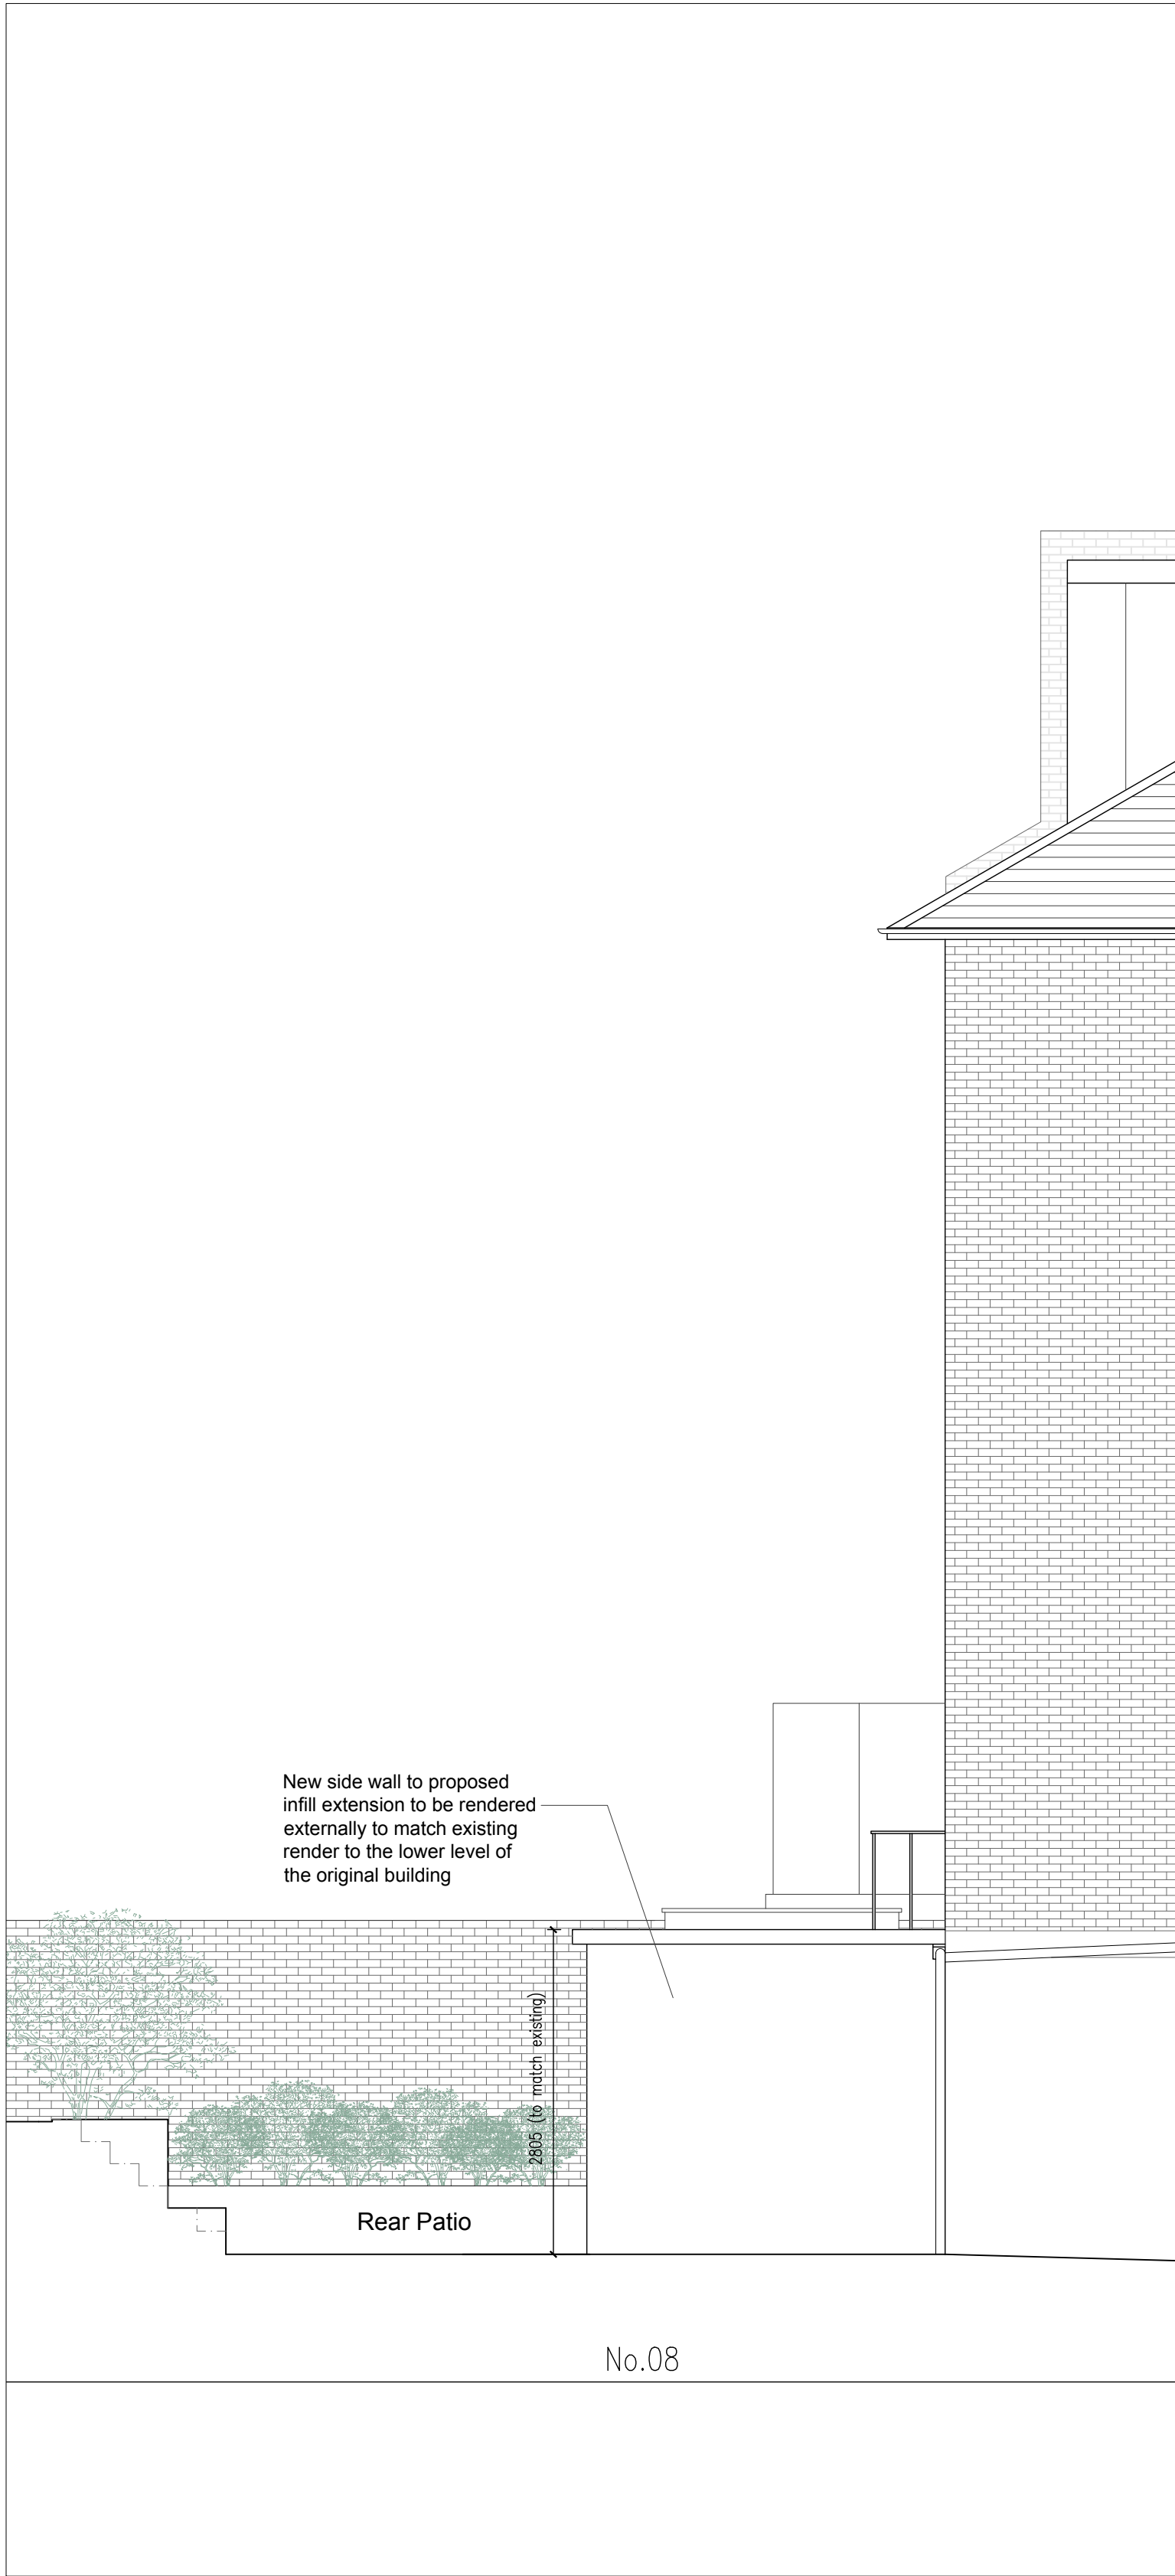 New side wall to proposed
infill extension to be rendered
externally to match existing
render to the lower level of
the original building
2805 (to match existing)
Rear Patio
No.08